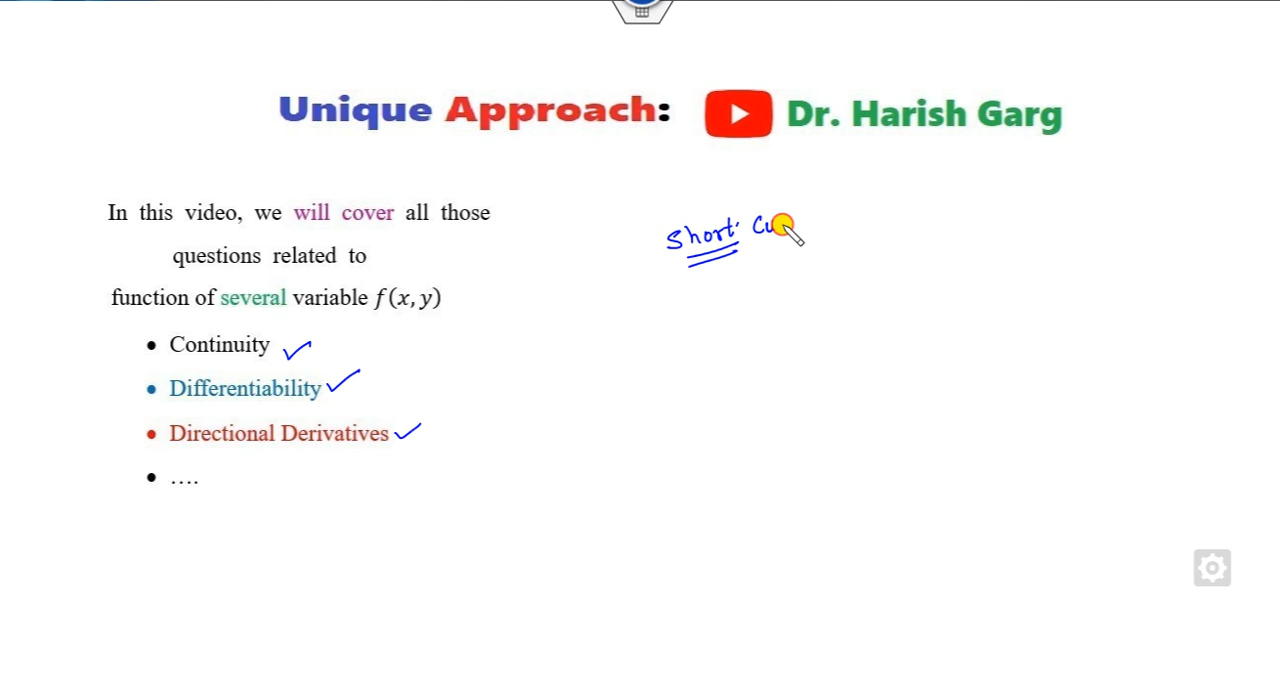 Unique Approach: Dr. Harish Garg
In this video, we will cover all those
questions related to
function of several variable f(x, y)
• Continuity
• Differentiability
• Directional Derivatives
• ....
Short Cu